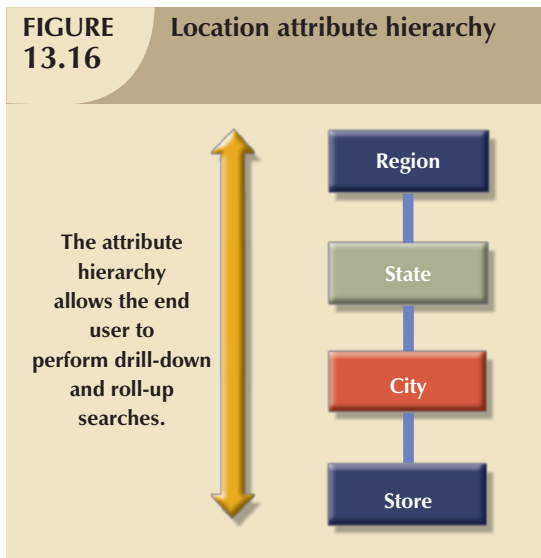 FIGURE
13.16
Location attribute hierarchy
The attribute
hierarchy
allows the end
user to
perform drill-down
and roll-up
searches.
Region
State
City
Store